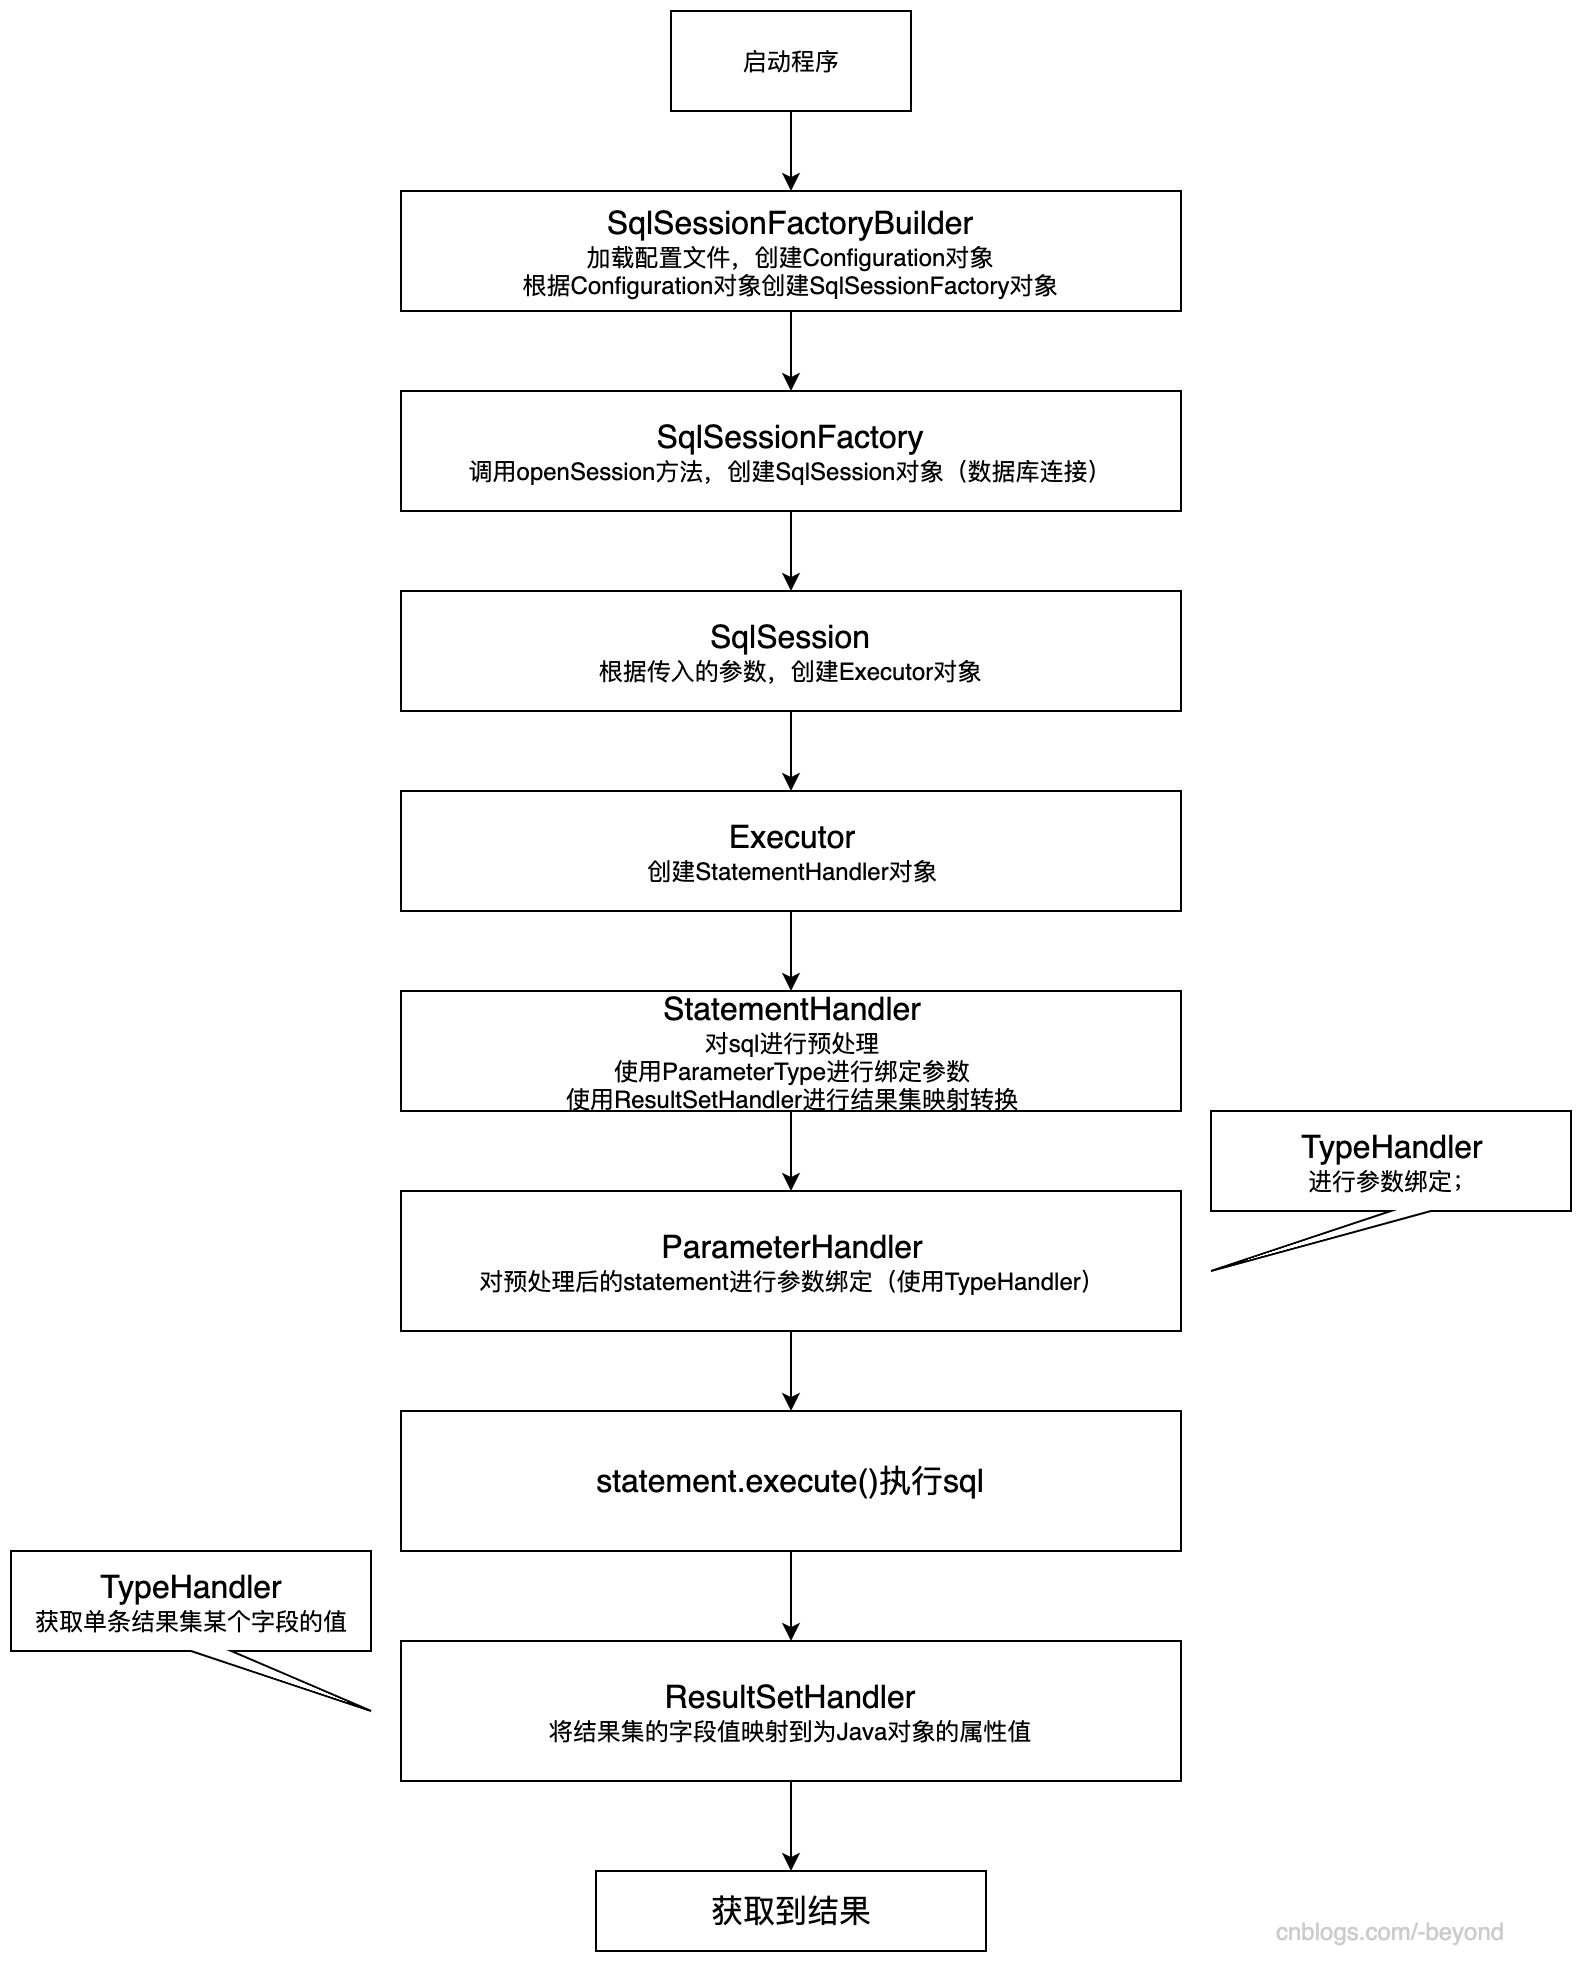 启动程序
SqlSessionFactoryBuilder
加载配置文件，创建Configuration对象
根据Configuration对象创建SqlSessionFactory对象
SqlSessionFactory
调用openSession方法，创建SqlSession对象（数据库连接）
SqlSession
根据传入的参数，创建Executor对象
Executor
创建StatementHandler对象
StatementHandler
对sql进行预处理
使用ParameterType进行绑定参数
使用ResultSetHandler进行结果集映射转换
TypeHandler
进行参数绑定；
ParameterHandler
对预处理后的statement进行参数绑定（使用TypeHandler）
statement.execute()执行sql
TypeHandler
获取单条结果集某个字段的值
ResultSetHandler
将结果集的字段值映射到为Java对象的属性值
获取到结果
cnblogs.com/-beyond